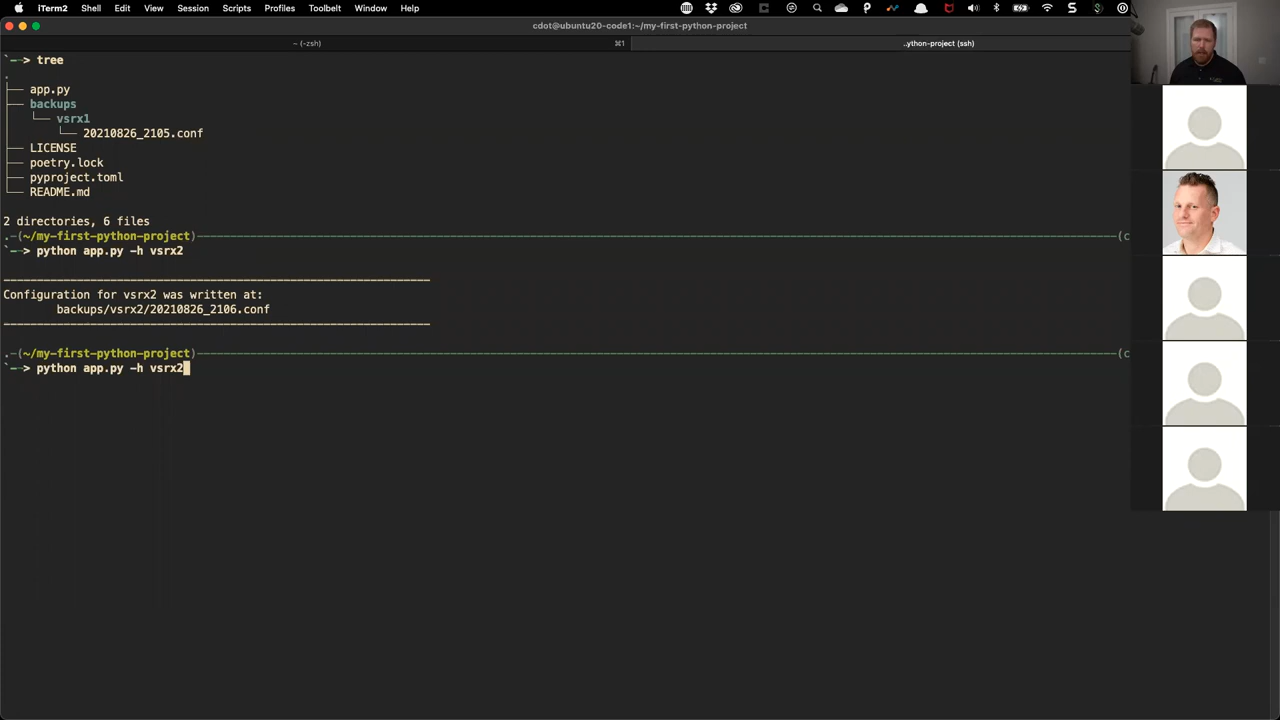 iTerm2 Shell Edit View Session Scripts Profiles Toolbelt Window Help
cdot@ubuntu20-code1:~/my-first-python-project
~ (-zsh) ⌘1 ..ython-project (ssh)
`--> tree
.
├── app.py
├── backups
│   └── vsrx1
│       └── 20210826_2105.conf
├── LICENSE
├── poetry.lock
├── pyproject.toml
└── README.md
2 directories, 6 files
.-(~/my-first-python-project)--(c
`--> python app.py -h vsrx2
Configuration for vsrx2 was written at:
backups/vsrx2/20210826_2106.conf
.-(~/my-first-python-project)--(c
`--> python app.py -h vsrx2